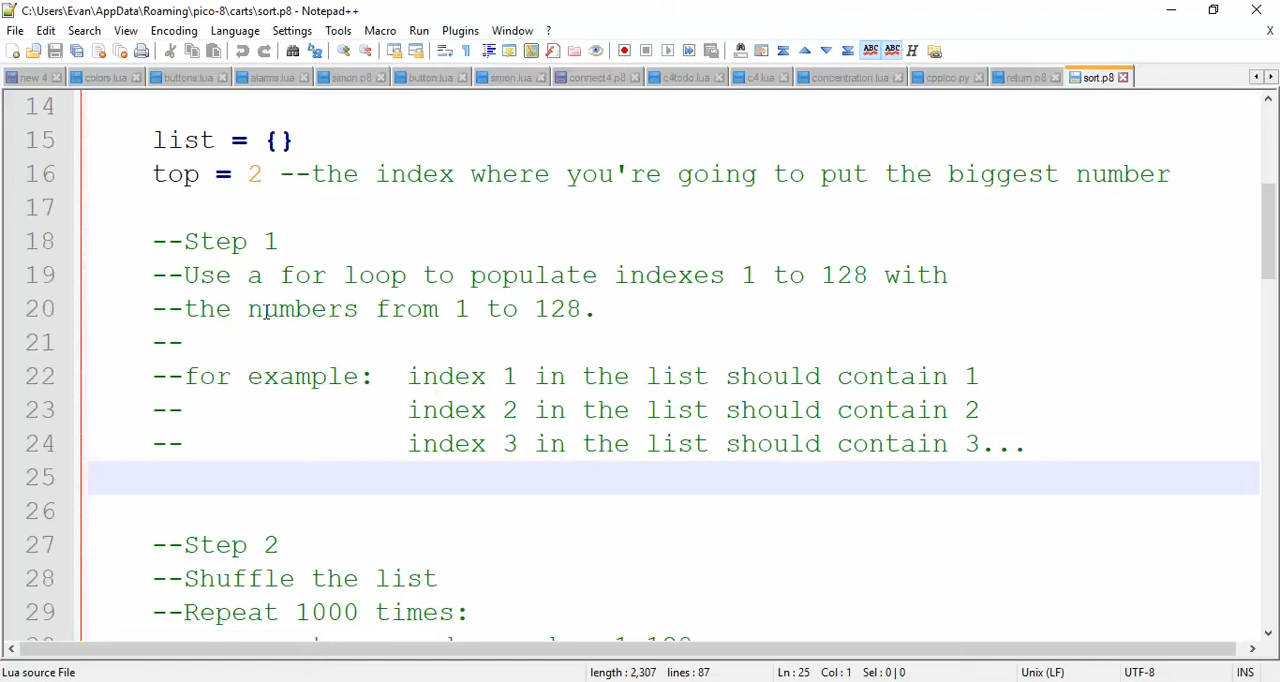 C:\Users\Evan\AppData\Roaming\pico-8\carts\sort.p8 - Notepad++
File Edit Search View Encoding Language Settings Tools Macro Run Plugins Window ?
new 4 colors.lua buttons.lua alarms.lua simon.p8 button.lua simon.lua connect4.p8 c4todo.lua c4.lua concentration.lua cppico.py return.p8 sort.p8
14
15 list = {}
16 top = 2 --the index where you're going to put the biggest number
17
18 --Step 1
19 --Use a for loop to populate indexes 1 to 128 with
20 --the numbers from 1 to 128.
21 --
22 --for example: index 1 in the list should contain 1
23 -- index 2 in the list should contain 2
24 -- index 3 in the list should contain 3...
25
26
27 --Step 2
28 --Shuffle the list
29 --Repeat 1000 times:
Lua source File length : 2,307 lines : 87 Ln : 25 Col : 1 Sel : 0 | 0 Unix (LF) UTF-8 INS